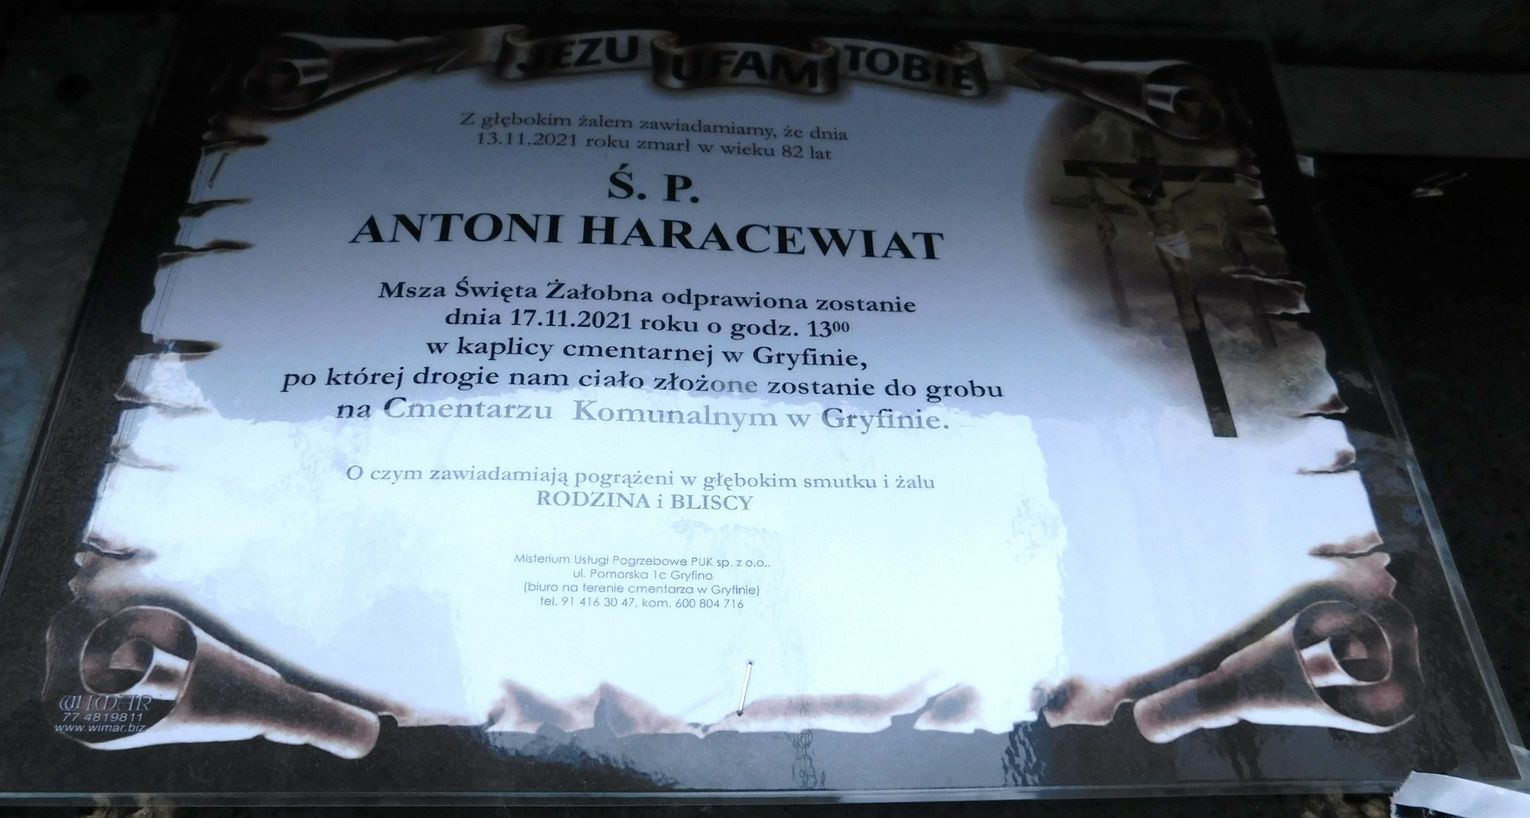 JEZU UFAM TOBIE
Z głębokim żalem zawiadamiamy, że dnia
13.11.2021 roku zmarł w wieku 82 lat
Ś. P.
ANTONI HARACEWIAT
Msza Święta Żałobna odprawiona zostanie
dnia 17.11.2021 roku o godz. 13⁰⁰
w kaplicy cmentarnej w Gryfinie,
po której drogie nam ciało złożone zostanie do grobu
na Cmentarzu Komunalnym w Gryfinie.
O czym zawiadamiają pogrążeni w głębokim smutku i żalu
RODZINA i BLISCY
Misterium Usługi Pogrzebowe PUK sp. z o.o..
ul. Pomorska 1c Gryfino
(biuro na terenie cmentarza w Gryfinie)
tel. 91 416 30 47, kom. 600 804 716
WIMAR
77 4819811
www.wimar.biz